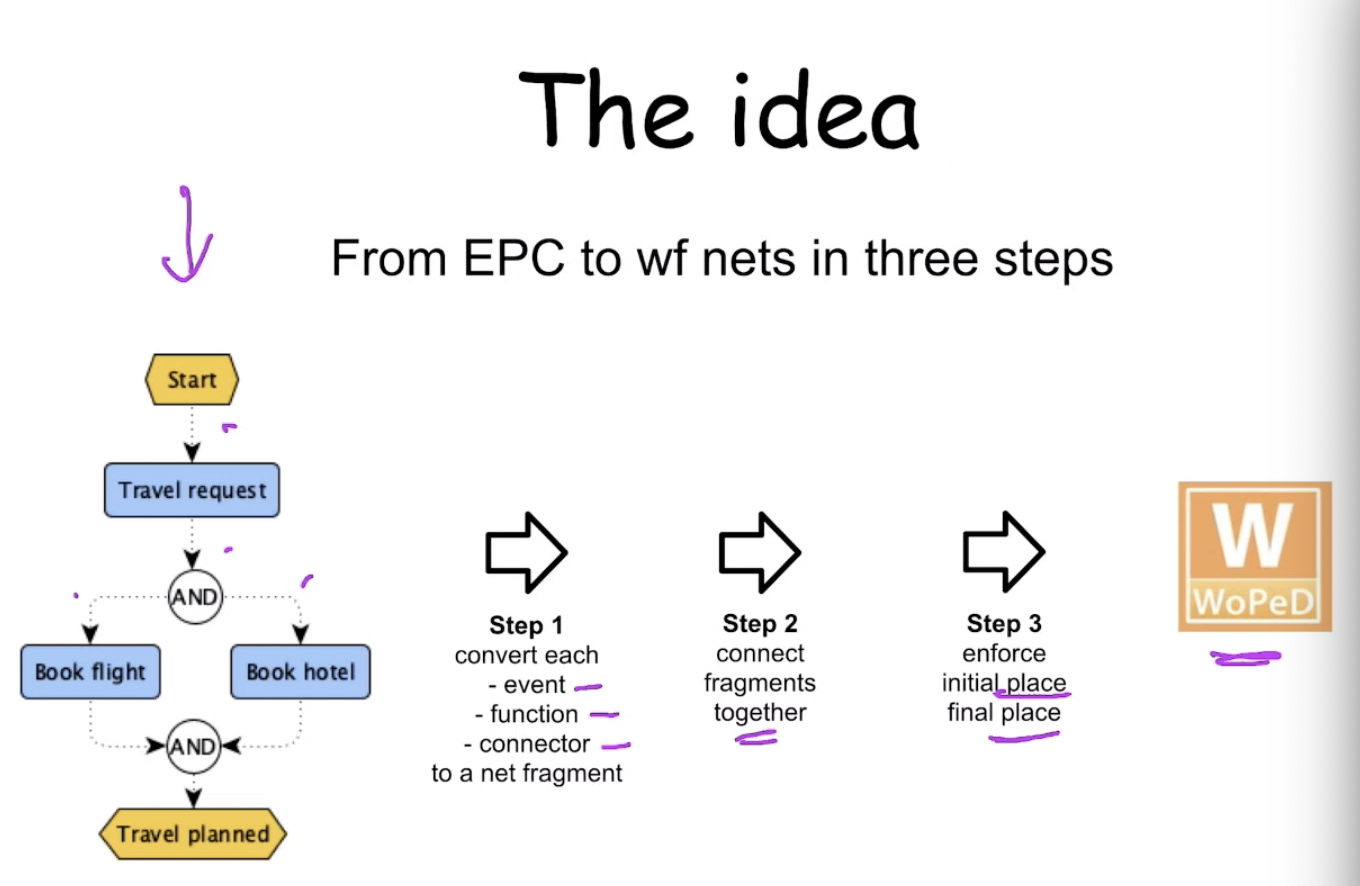 The idea
From EPC to wf nets in three steps
Start
Travel request
AND
Book flight
Book hotel
AND
Travel planned
Step 1
convert each
- event
- function
- connector
to a net fragment
Step 2
connect
fragments
together
Step 3
enforce
initial place
final place
W
WoPeD